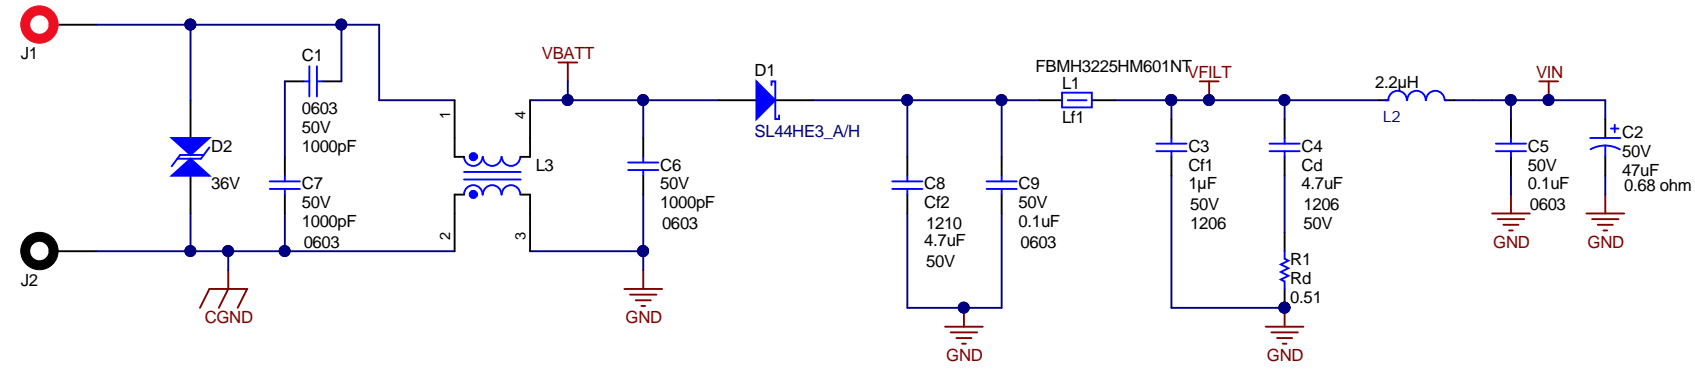 J1
C1
0603
50V
1000pF
D2
36V
C7
50V
1000pF
0603
J2
CGND
1
4
L3
2
3
VBATT
C6
50V
1000pF
0603
GND
D1
SL44HE3_A/H
C8
Cf2
1210
4.7uF
50V
C9
50V
0.1uF
0603
GND
FBMH3225HM601NT
L1
Lf1
VFILT
C3
Cf1
1µF
50V
1206
C4
Cd
4.7uF
1206
50V
R1
Rd
0.51
GND
2.2µH
L2
VIN
C5
50V
0.1uF
0603
GND
+
C2
50V
47uF
0.68 ohm
GND